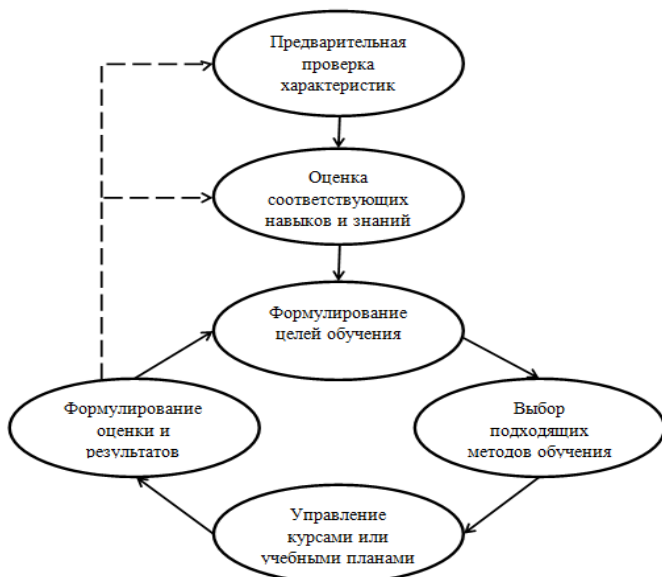 Предварительная
проверка
характеристик
Оценка
соответствующих
навыков и знаний
Формулирование
целей обучения
Формулирование
оценки и
результатов
Выбор
подходящих
методов обучения
Управление
курсами или
учебными планами